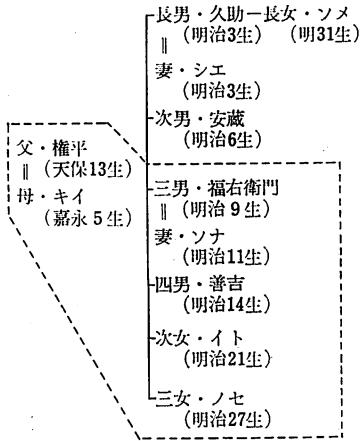 長男・久助ー長女・ソメ
‖ (明治3生) (明31生)
妻・シエ
(明治3生)
次男・安蔵
(明治6生)
父・権平
‖ (天保13生)
母・キイ
(嘉永5生)
三男・福右衛門
‖ (明治9生)
妻・ソナ
(明治11生)
四男・善吉
(明治14生)
次女・イト
(明治21生)
三女・ノセ
(明治27生)